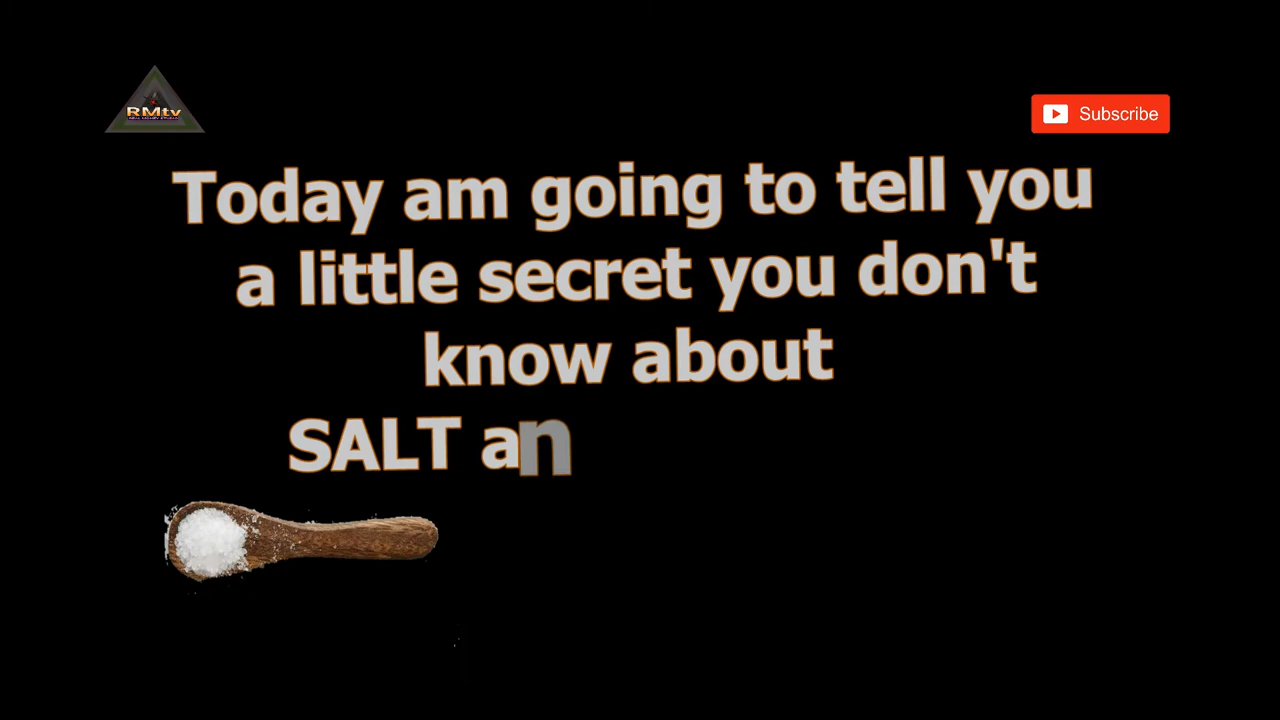 RMtv
Subscribe
Today am going to tell you
a little secret you don't
know about
SALT an